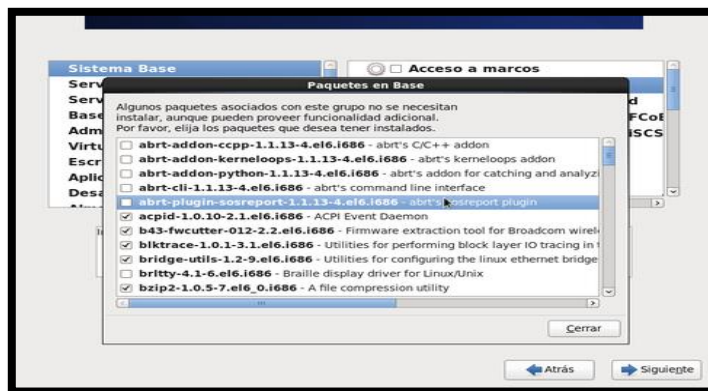 Sistema Base
Acceso a marcos
Serv
Paquetes en Base
Serv
d
Base
FCoE
Adm
iSCS
Virtu
Escr
Aplic
Desa
Algunos paquetes asociados con este grupo no se necesitan
instalar, aunque pueden proveer funcionalidad adicional.
Por favor, elija los paquetes que desea tener instalados.
abrt-addon-ccpp-1.1.13-4.el6.i686 - abrt's C/C++ addon
abrt-addon-kerneloops-1.1.13-4.el6.i686 - abrt's kerneloops addon
abrt-addon-python-1.1.13-4.el6.i686 - abrt's addon for catching and analyzi
abrt-cli-1.1.13-4.el6.i686 - abrt's command line interface
abrt-plugin-sosreport-1.1.13-4.el6.i686 - abrt's sosreport plugin
acpid-1.0.10-2.1.el6.i686 - ACPI Event Daemon
b43-fwcutter-012-2.2.el6.i686 - Firmware extraction tool for Broadcom wirel
blktrace-1.0.1-3.1.el6.i686 - Utilities for performing block layer IO tracing in
bridge-utils-1.2-9.el6.i686 - Utilities for configuring the linux ethernet bridge
brltty-4.1-6.el6.i686 - Braille display driver for Linux/Unix
bzip2-1.0.5-7.el6_0.i686 - A file compression utility
Cerrar
Atrás
Siguiente